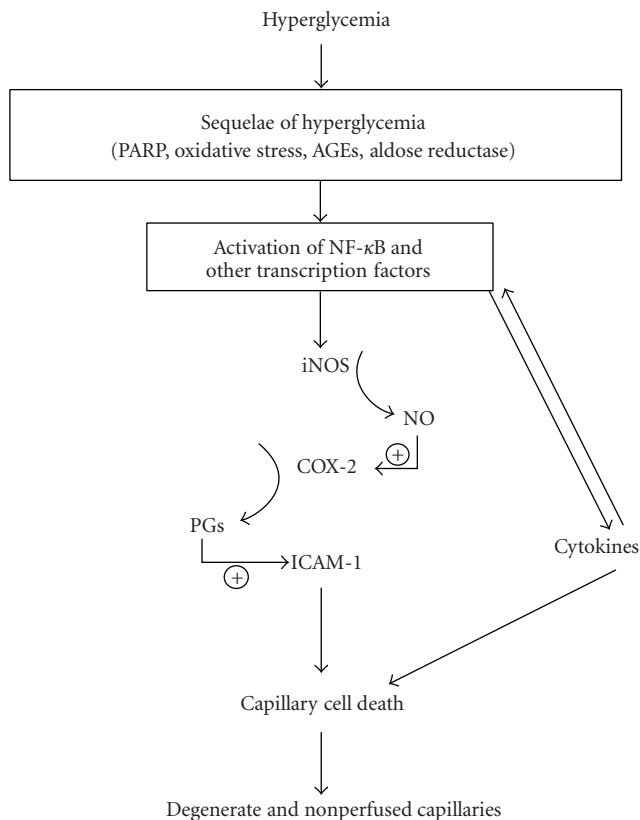 Hyperglycemia
Sequelae of hyperglycemia
(PARP, oxidative stress, AGEs, aldose reductase)
Activation of NF-κB and
other transcription factors
iNOS
NO
+
COX-2
PGs
Cytokines
+
ICAM-1
Capillary cell death
Degenerate and nonperfused capillaries